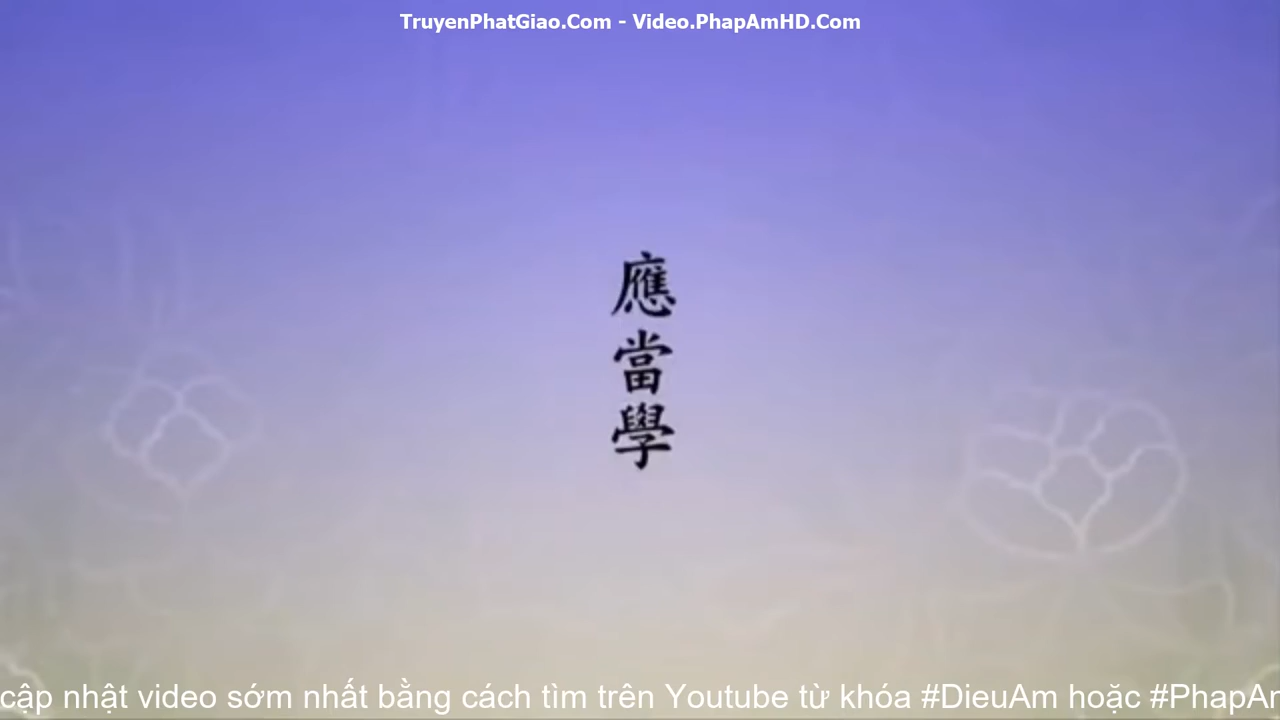 TruyenPhatGiao.Com - Video.PhapAmHD.Com
應當學
cập nhật video sớm nhất bằng cách tìm trên Youtube từ khóa #DieuAm hoặc #PhapAm